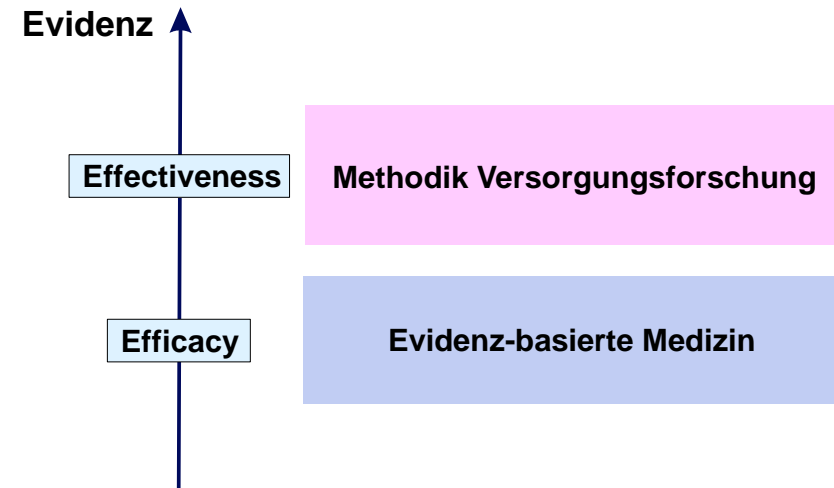 Evidenz
Effectiveness
Methodik Versorgungsforschung
Efficacy
Evidenz-basierte Medizin